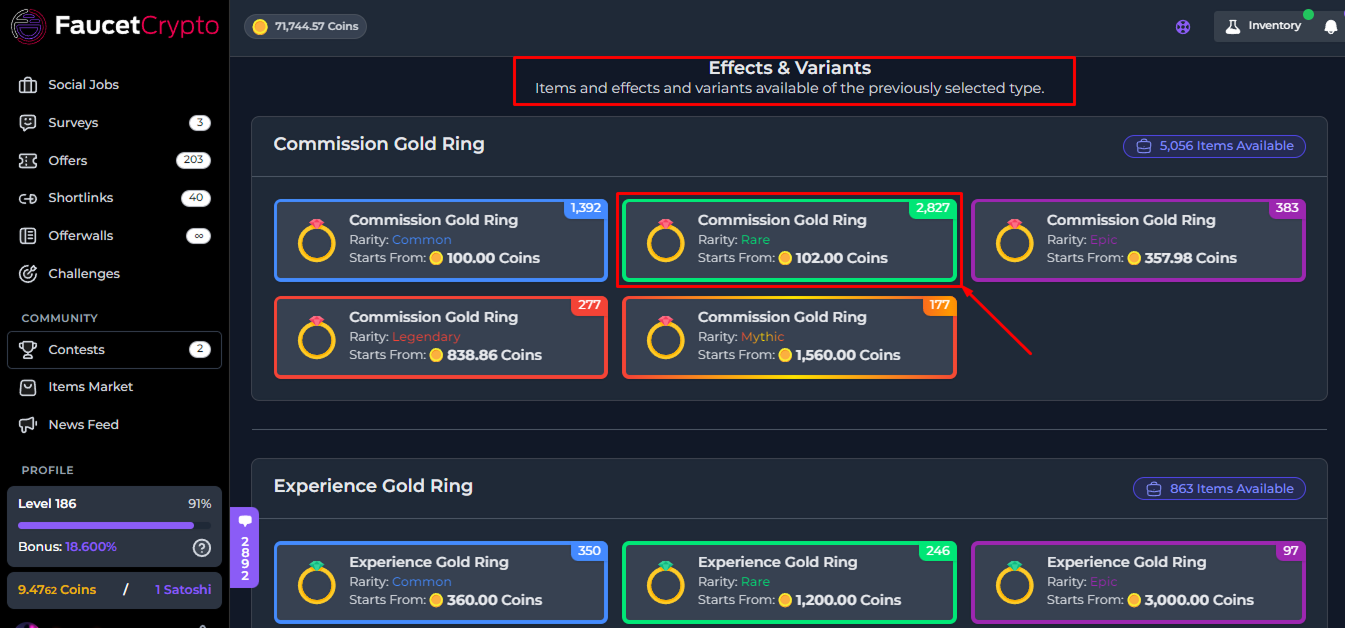 FaucetCrypto
71,744.57 Coins
Inventory
Social Jobs
Surveys 3
Offers 203
Shortlinks 40
Offerwalls ∞
Challenges
COMMUNITY
Contests 2
Items Market
News Feed
PROFILE
Level 186 91%
Bonus: 18.600% ?
9.4762 Coins / 1 Satoshi
2892
Effects & Variants
Items and effects and variants available of the previously selected type.
Commission Gold Ring
5,056 Items Available
1,392
Commission Gold Ring
Rarity: Common
Starts From: 100.00 Coins
2,827
Commission Gold Ring
Rarity: Rare
Starts From: 102.00 Coins
383
Commission Gold Ring
Rarity: Epic
Starts From: 357.98 Coins
277
Commission Gold Ring
Rarity: Legendary
Starts From: 838.86 Coins
177
Commission Gold Ring
Rarity: Mythic
Starts From: 1,560.00 Coins
Experience Gold Ring
863 Items Available
350
Experience Gold Ring
Rarity: Common
Starts From: 360.00 Coins
246
Experience Gold Ring
Rarity: Rare
Starts From: 1,200.00 Coins
97
Experience Gold Ring
Rarity: Epic
Starts From: 3,000.00 Coins